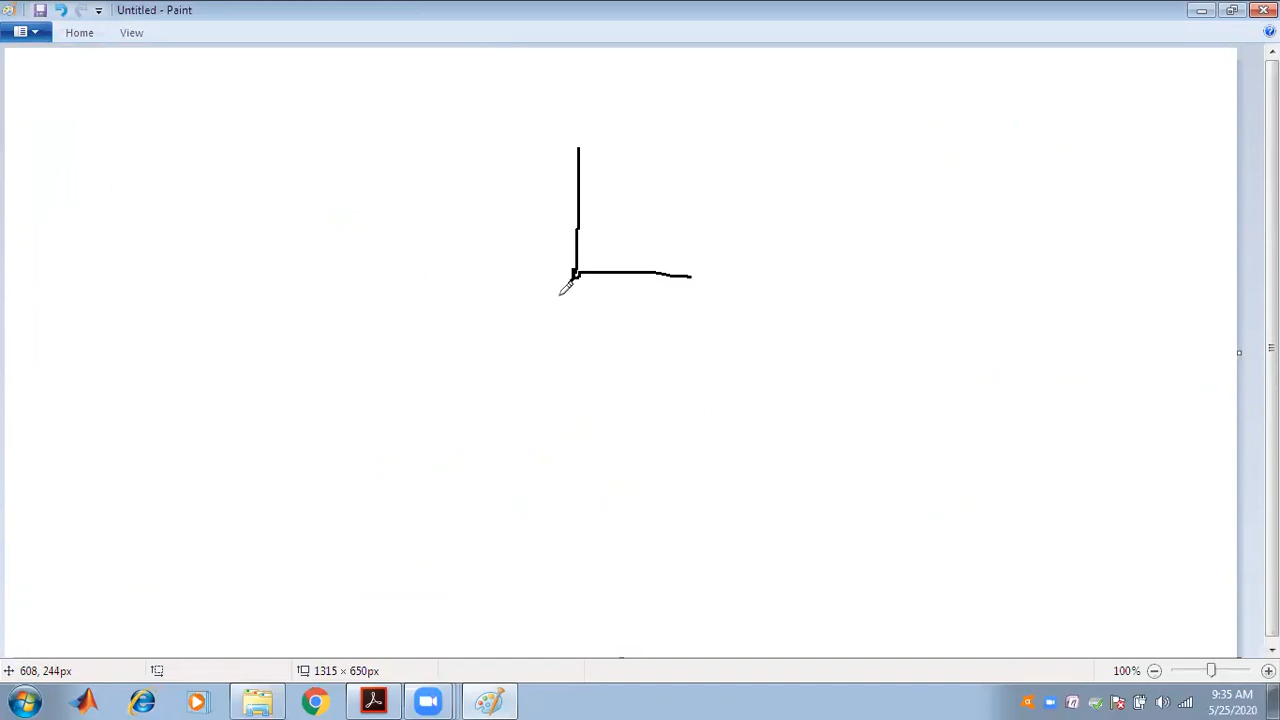 Untitled - Paint
Home View
608, 244px 1315 × 650px 100%
9:35 AM
5/25/2020